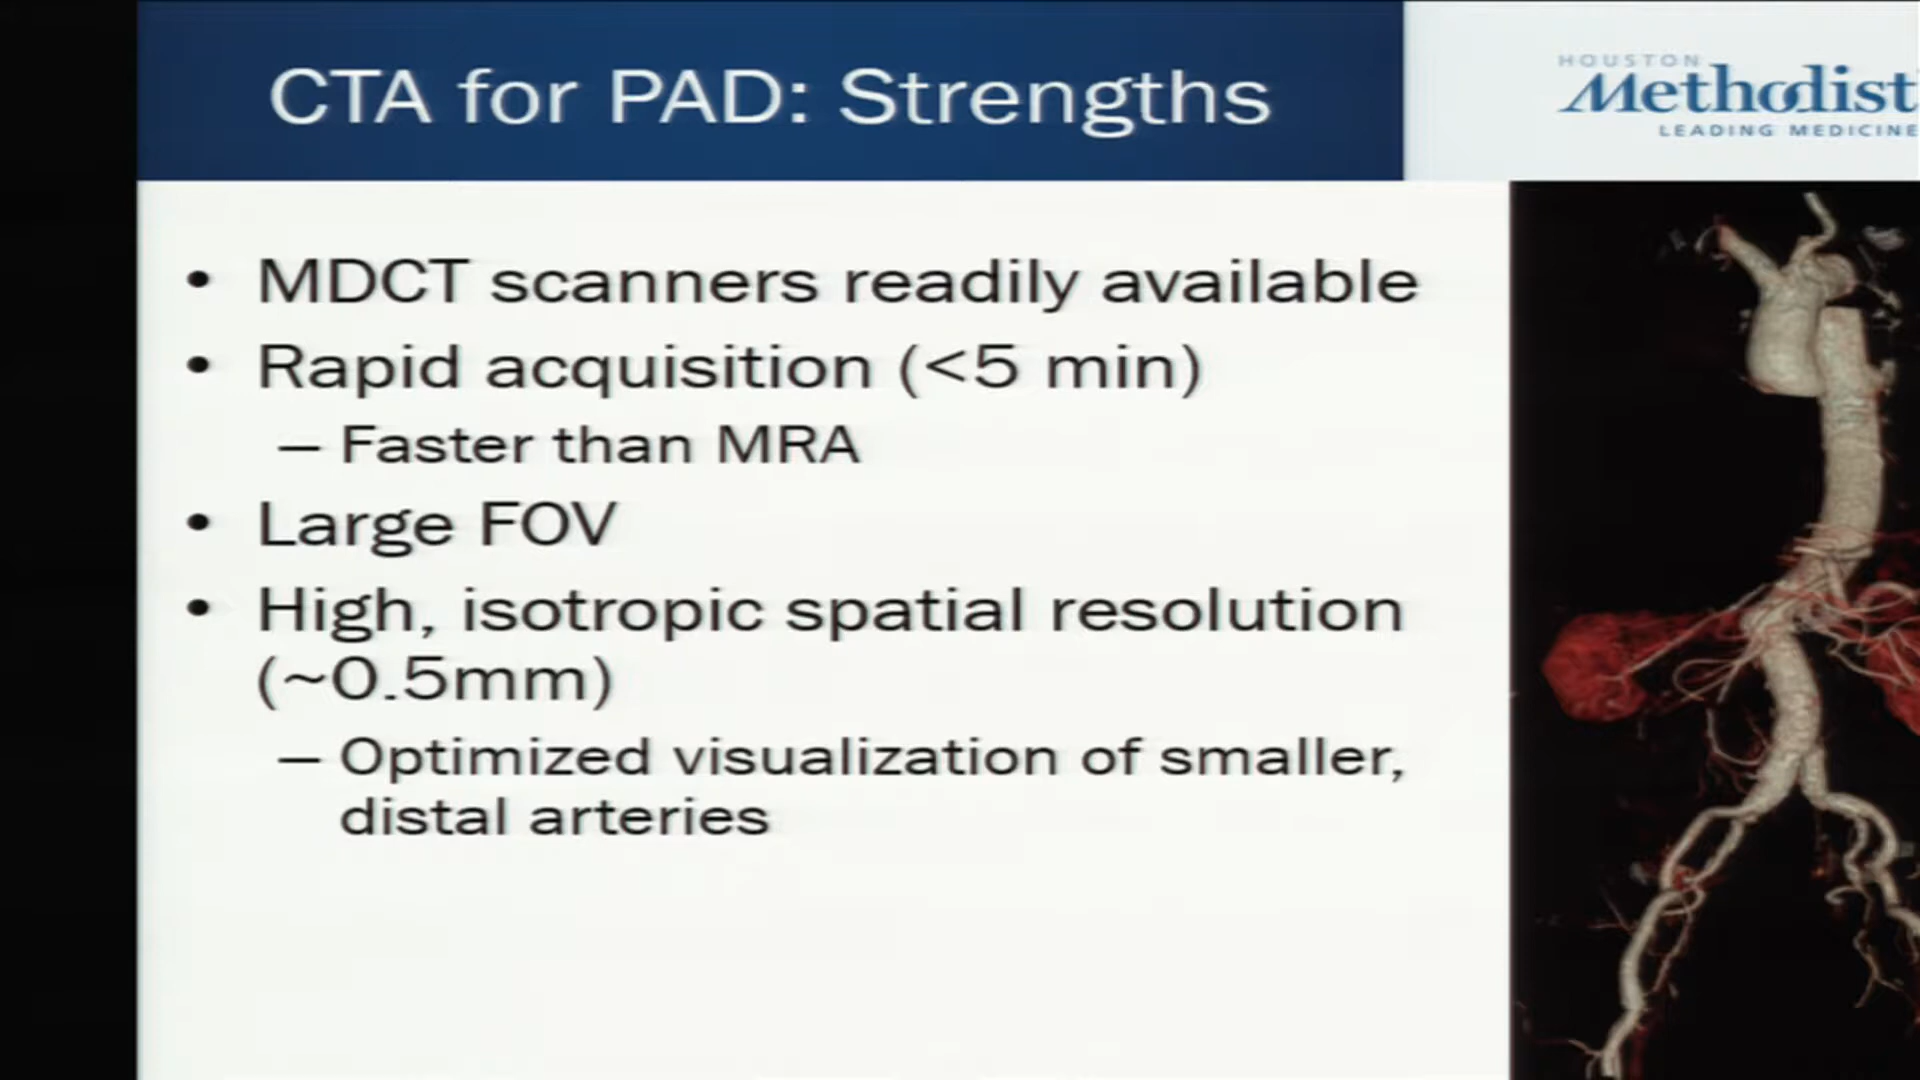 CTA for PAD: Strengths
HOUSTON
Methodist
LEADING MEDICINE
• MDCT scanners readily available
• Rapid acquisition (<5 min)
– Faster than MRA
• Large FOV
• High, isotropic spatial resolution
(~0.5mm)
– Optimized visualization of smaller,
distal arteries